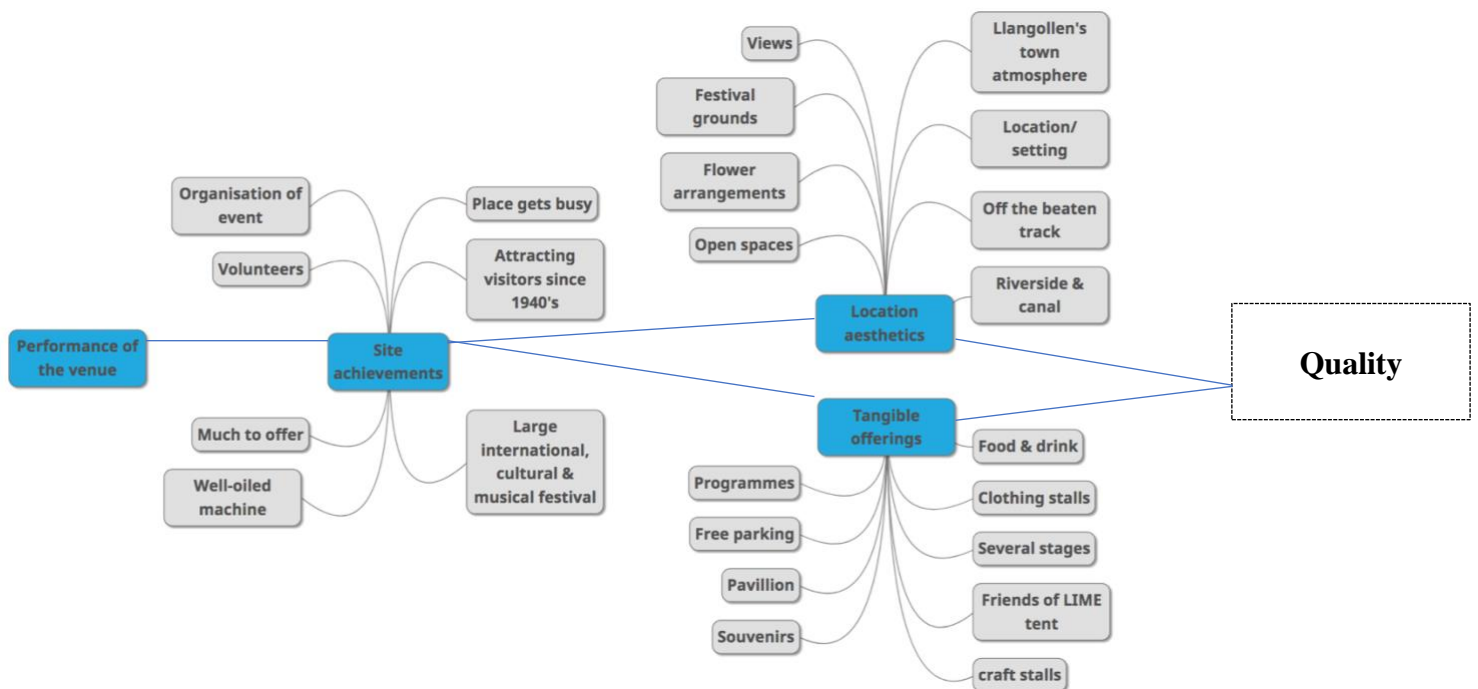 Performance of
the venue
Organisation of
event
Volunteers
Place gets busy
Attracting
visitors since
1940's
Site
achievements
Much to offer
Well-oiled
machine
Large
international,
cultural &
musical festival
Views
Festival
grounds
Flower
arrangements
Open spaces
Llangollen's
town
atmosphere
Location/
setting
Off the beaten
track
Riverside &
canal
Location
aesthetics
Tangible
offerings
Programmes
Free parking
Pavillion
Souvenirs
Food & drink
Clothing stalls
Several stages
Friends of LIME
tent
craft stalls
Quality